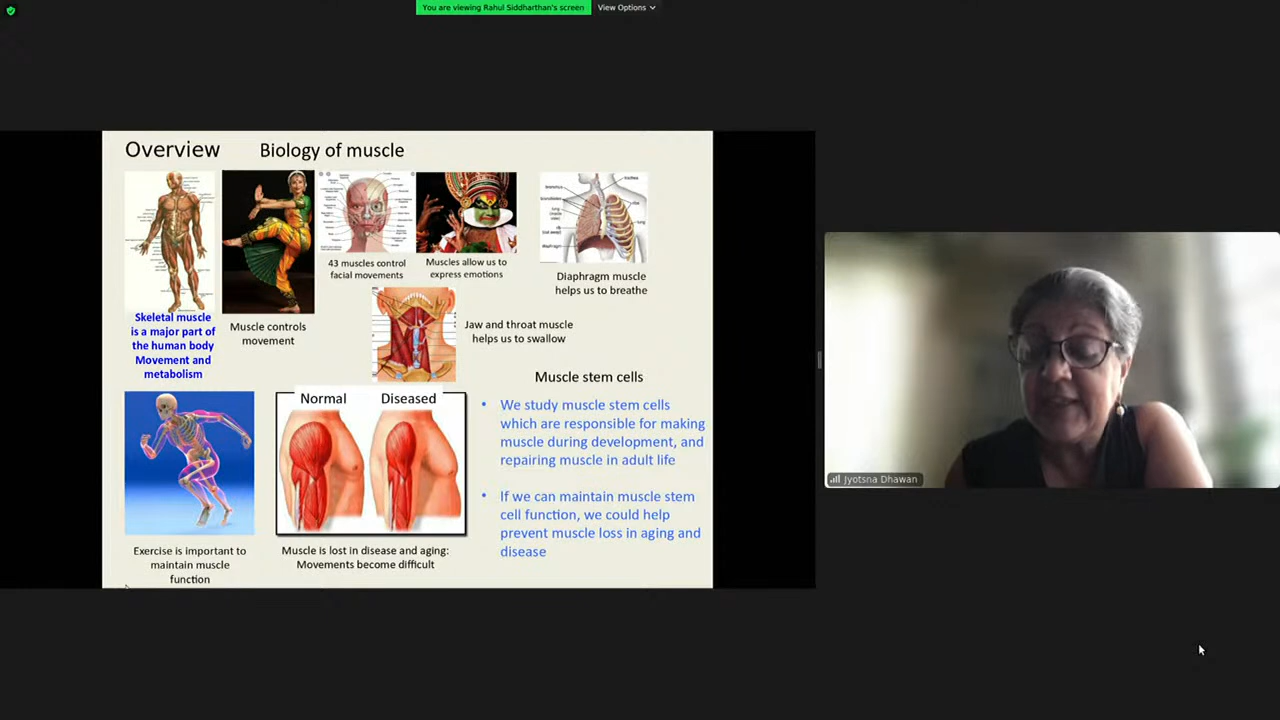 You are viewing Rahul Siddharthan's screen
View Options
Overview
Biology of muscle
43 muscles control
facial movements
Muscles allow us to
express emotions
Diaphragm muscle
helps us to breathe
Skeletal muscle
is a major part of
the human body
Movement and
metabolism
Muscle controls
movement
Jaw and throat muscle
helps us to swallow
Muscle stem cells
Normal
Diseased
• We study muscle stem cells
which are responsible for making
muscle during development, and
repairing muscle in adult life
• If we can maintain muscle stem
cell function, we could help
prevent muscle loss in aging and
disease
Exercise is important to
maintain muscle
function
Muscle is lost in disease and aging:
Movements become difficult
Jyotsna Dhawan